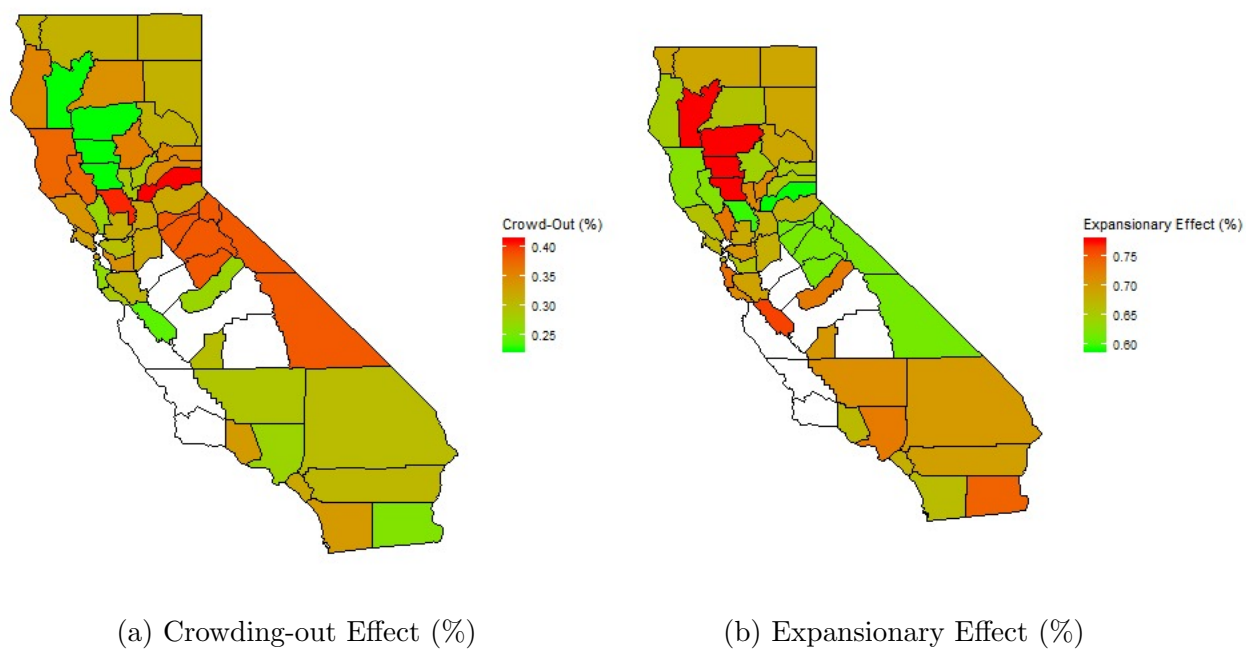 Crowd-Out (%)
0.40
0.35
0.30
0.25
Expansionary Effect (%)
0.75
0.70
0.65
0.60
(a) Crowding-out Effect (%)
(b) Expansionary Effect (%)